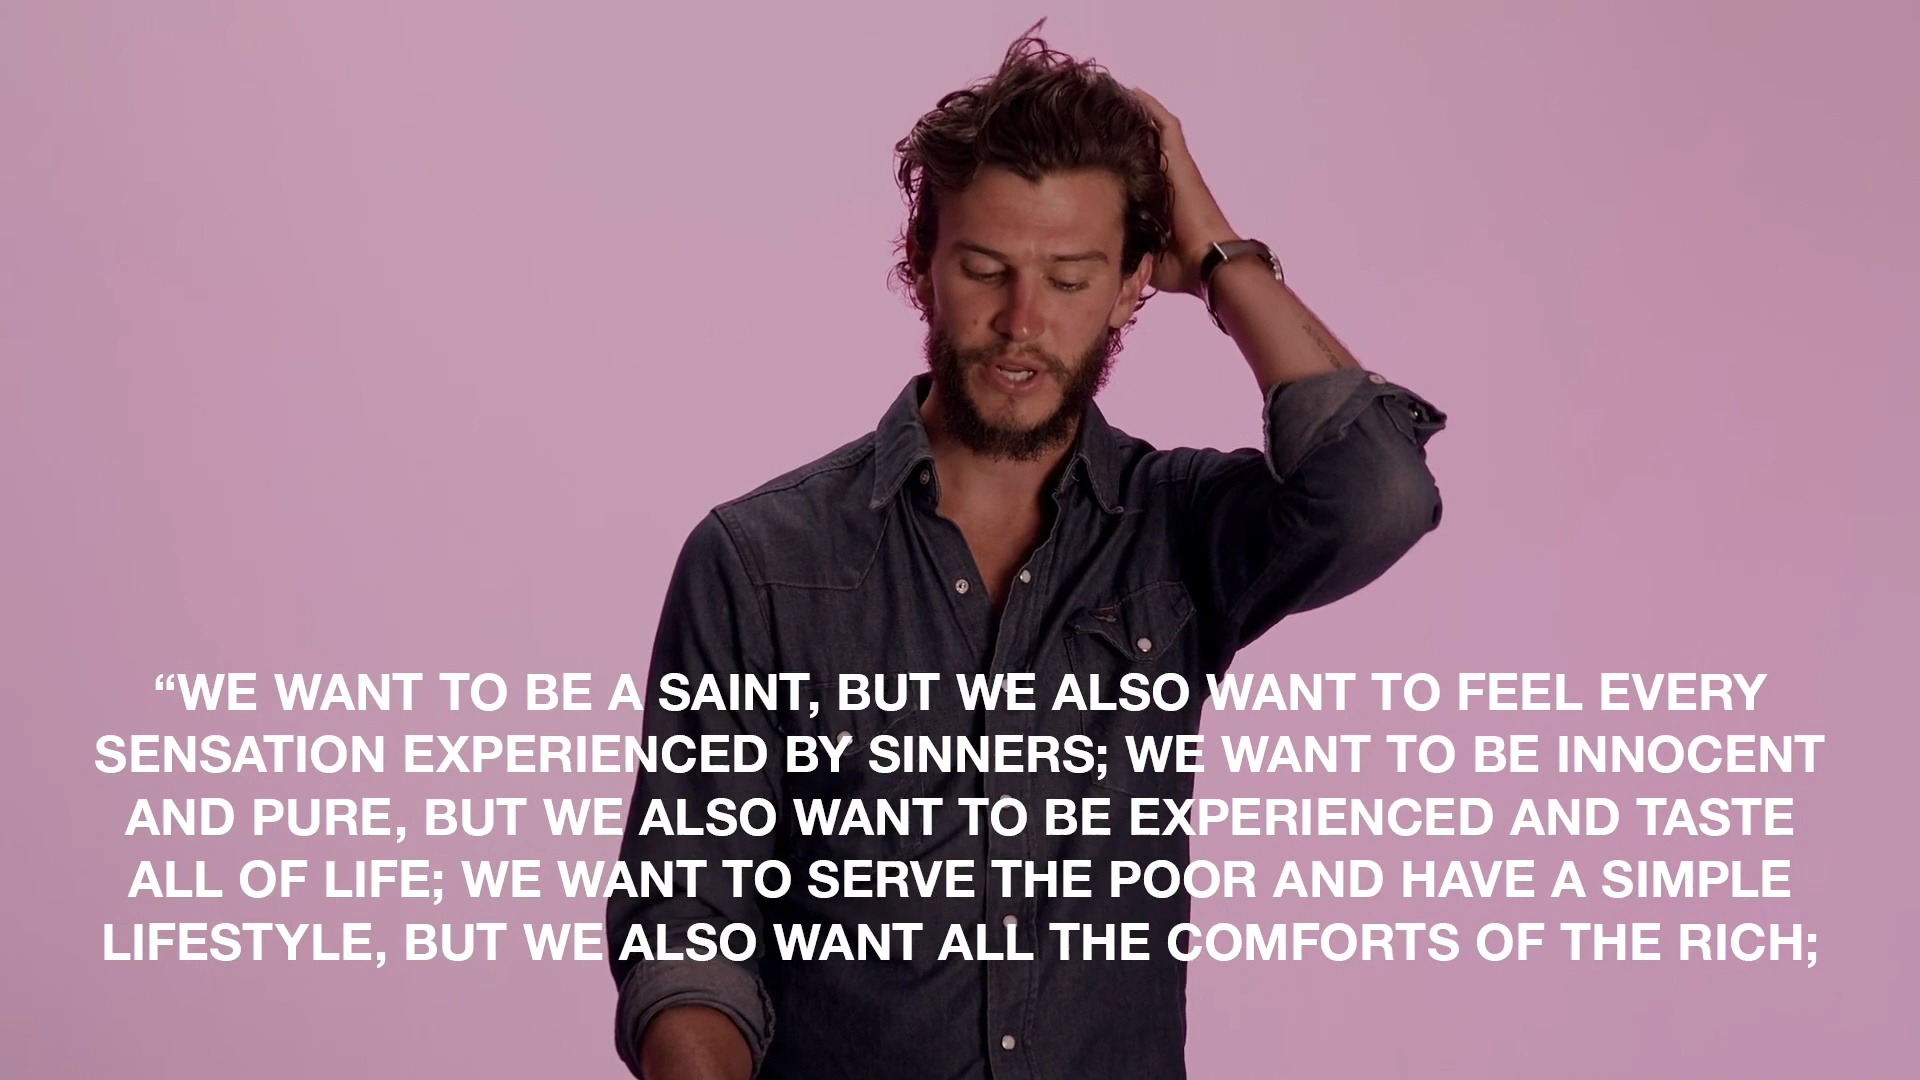 “WE WANT TO BE A SAINT, BUT WE ALSO WANT TO FEEL EVERY
SENSATION EXPERIENCED BY SINNERS; WE WANT TO BE INNOCENT
AND PURE, BUT WE ALSO WANT TO BE EXPERIENCED AND TASTE
ALL OF LIFE; WE WANT TO SERVE THE POOR AND HAVE A SIMPLE
LIFESTYLE, BUT WE ALSO WANT ALL THE COMFORTS OF THE RICH;